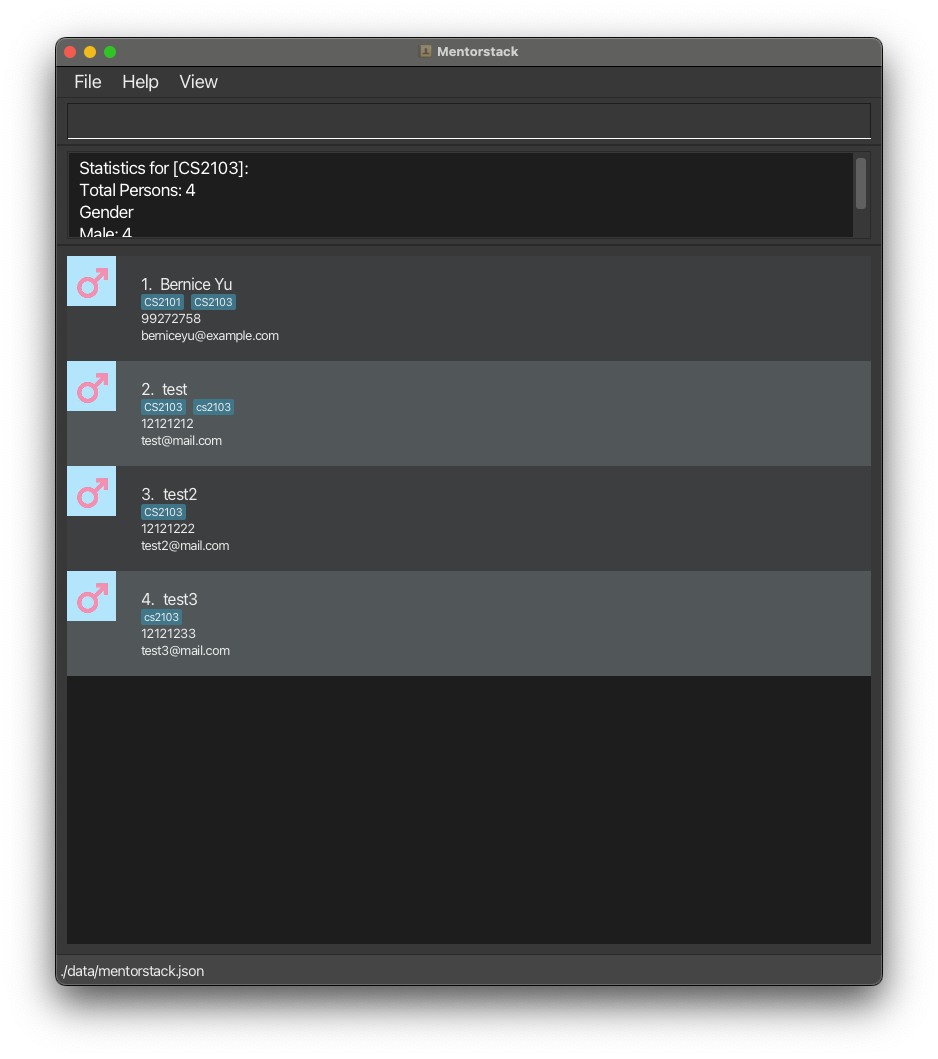 Mentorstack
File Help View
Statistics for [CS2103]:
Total Persons: 4
Gender
Male: 4
1. Bernice Yu
CS2101 CS2103
99272758
berniceyu@example.com
2. test
CS2103 cs2103
12121212
test@mail.com
3. test2
CS2103
12121222
test2@mail.com
4. test3
cs2103
12121233
test3@mail.com
./data/mentorstack.json